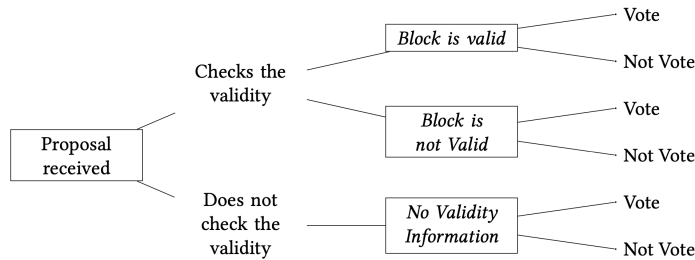 Proposal
received
Checks the
validity
Does not
check the
validity
Block is valid
Block is
not Valid
No Validity
Information
Vote
Not Vote
Vote
Not Vote
Vote
Not Vote